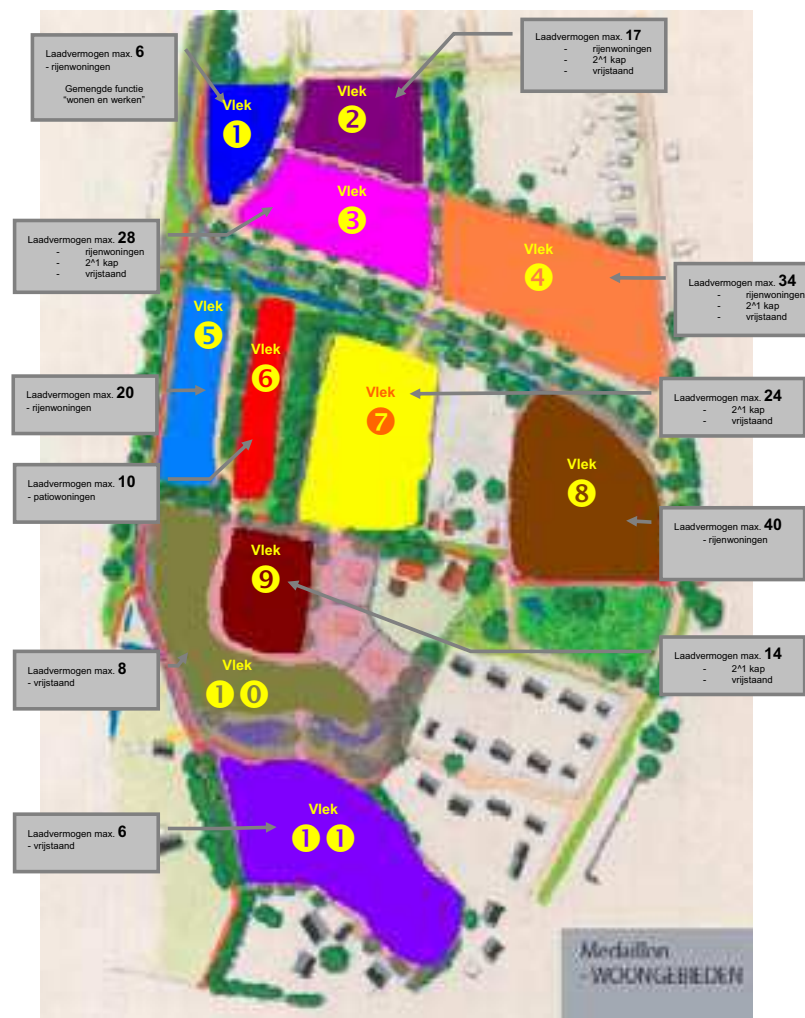 Laadvermogen max. 6
- rijenwoningen
Gemengde functie
"wonen en werken"
Laadvermogen max. 17
- rijenwoningen
- 2^1 kap
- vrijstaand
Vlek
1
Vlek
2
Vlek
3
Laadvermogen max. 28
- rijenwoningen
- 2^1 kap
- vrijstaand
Vlek
4
Laadvermogen max. 34
- rijenwoningen
- 2^1 kap
- vrijstaand
Vlek
5
Vlek
6
Vlek
7
Laadvermogen max. 20
- rijenwoningen
Laadvermogen max. 24
- 2^1 kap
- vrijstaand
Laadvermogen max. 10
- patiowoningen
Vlek
8
Laadvermogen max. 40
- rijenwoningen
Vlek
9
Laadvermogen max. 14
- 2^1 kap
- vrijstaand
Laadvermogen max. 8
- vrijstaand
Vlek
1 0
Laadvermogen max. 6
- vrijstaand
Vlek
1 1
Medaillon
- WOONGEBIEDEN